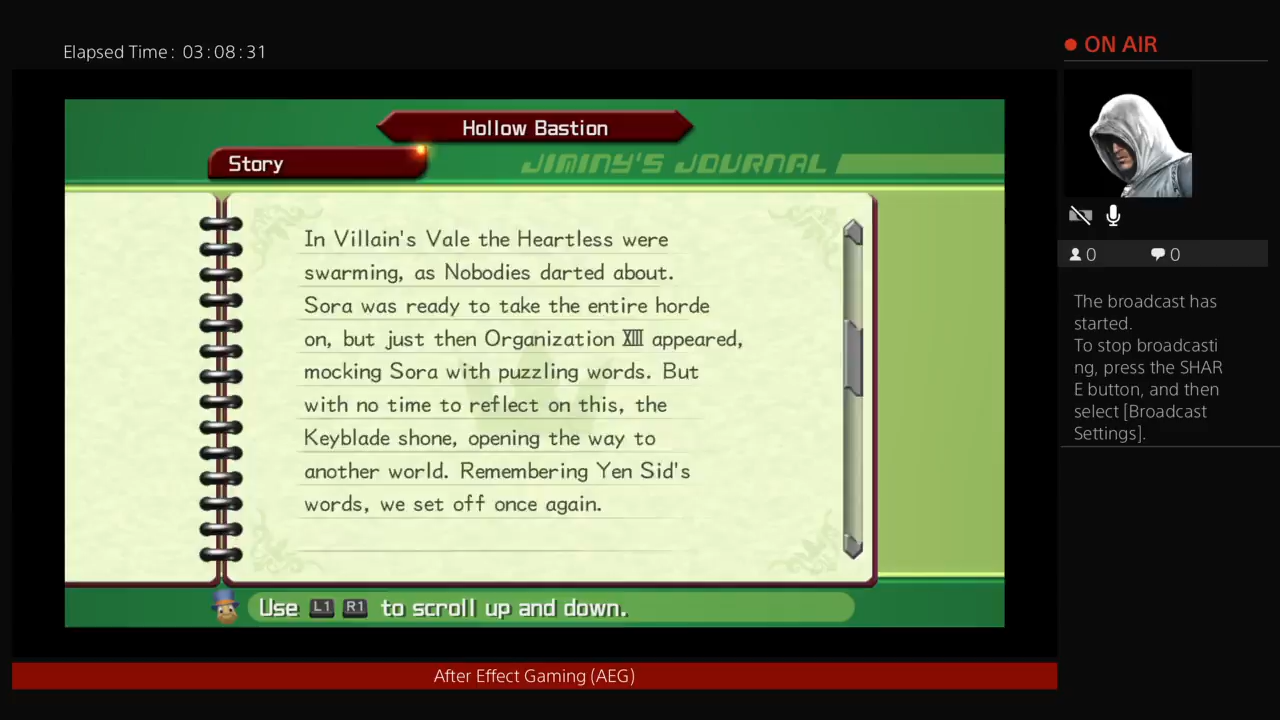 Elapsed Time: 03:08:31
ON AIR
Hollow Bastion
Story
JIMINY'S JOURNAL
In Villain's Vale the Heartless were
swarming, as Nobodies darted about.
Sora was ready to take the entire horde
on, but just then Organization XIII appeared,
mocking Sora with puzzling words. But
with no time to reflect on this, the
Keyblade shone, opening the way to
another world. Remembering Yen Sid's
words, we set off once again.
Use L1 R1 to scroll up and down.
0 0
The broadcast has
started.
To stop broadcasti
ng, press the SHAR
E button, and then
select [Broadcast
Settings].
After Effect Gaming (AEG)